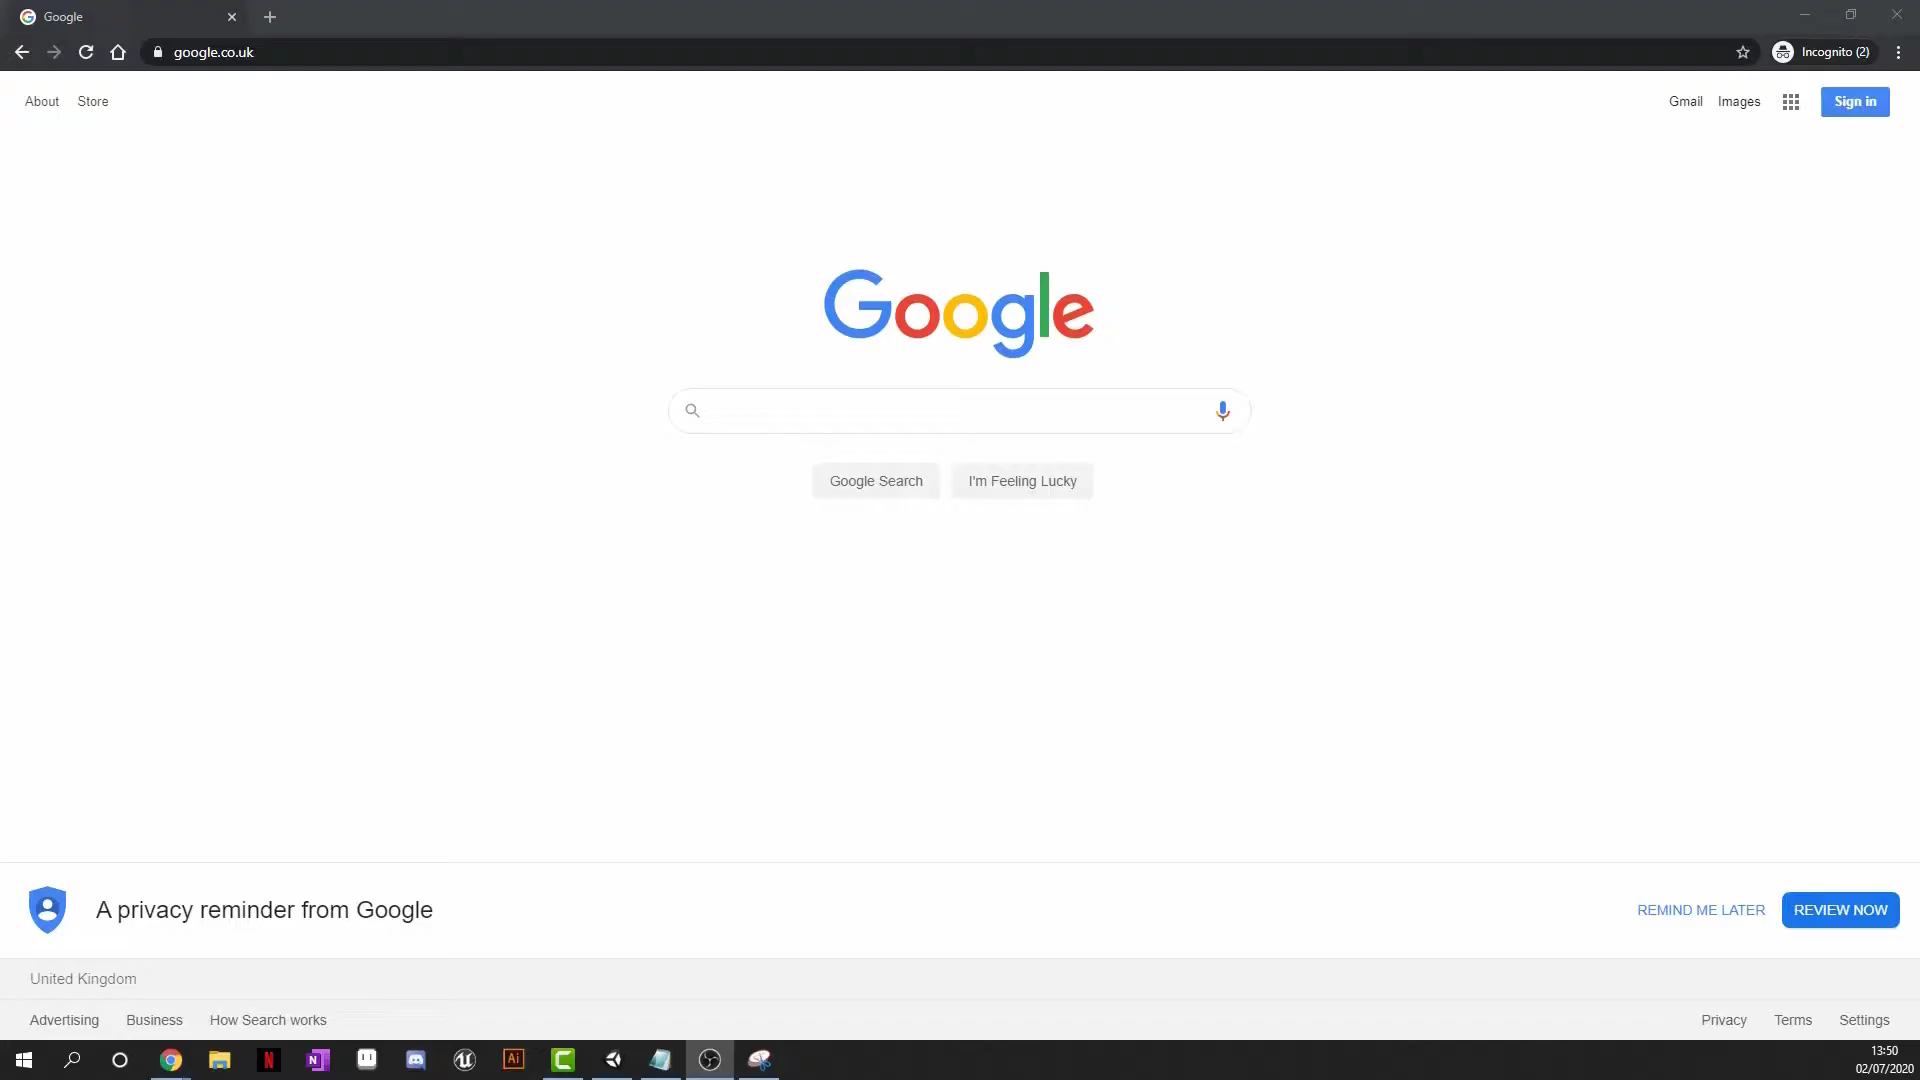 Google
google.co.uk
Incognito (2)
About Store
Gmail Images Sign in
Google
Google Search I'm Feeling Lucky
A privacy reminder from Google
REMIND ME LATER REVIEW NOW
United Kingdom
Advertising Business How Search works
Privacy Terms Settings
N N Ai C
13:50
02/07/2020